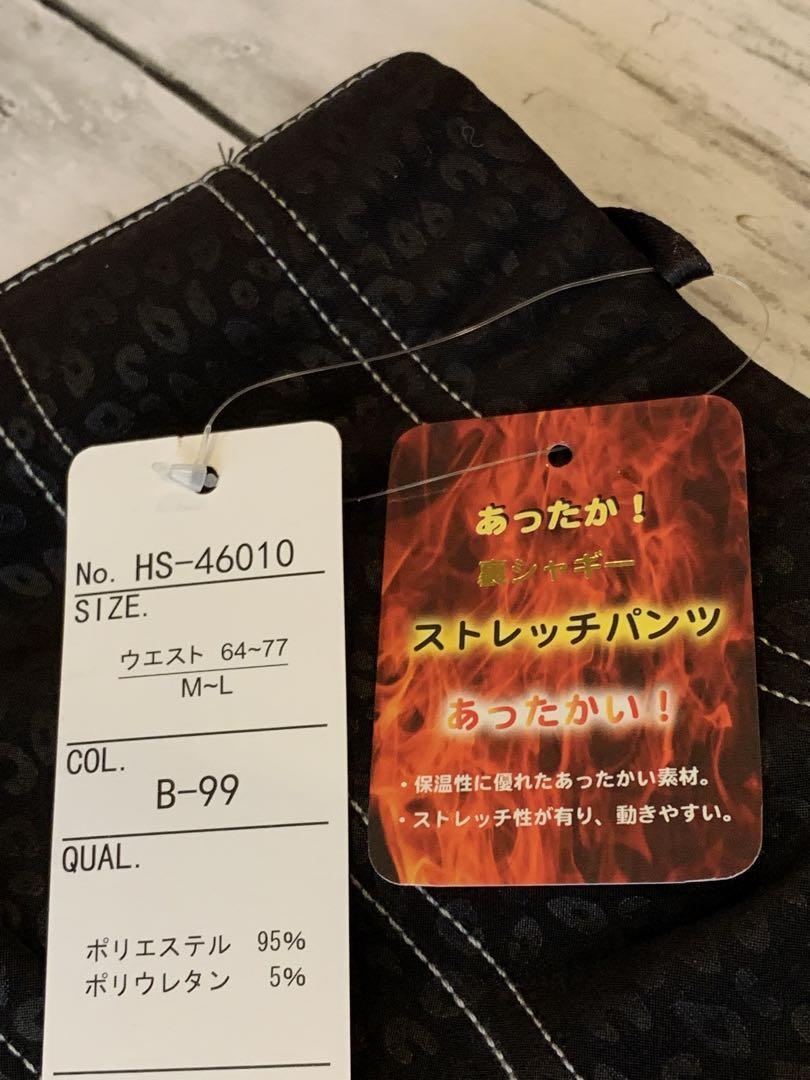 No. HS-46010
SIZE.
ウエスト 64~77
M~L
COL.
B-99
QUAL.
ポリエステル 95%
ポリウレタン 5%
あったか！
裏シャギー
ストレッチパンツ
あったかい！
・保温性に優れたあったかい素材。
・ストレッチ性が有り、動きやすい。